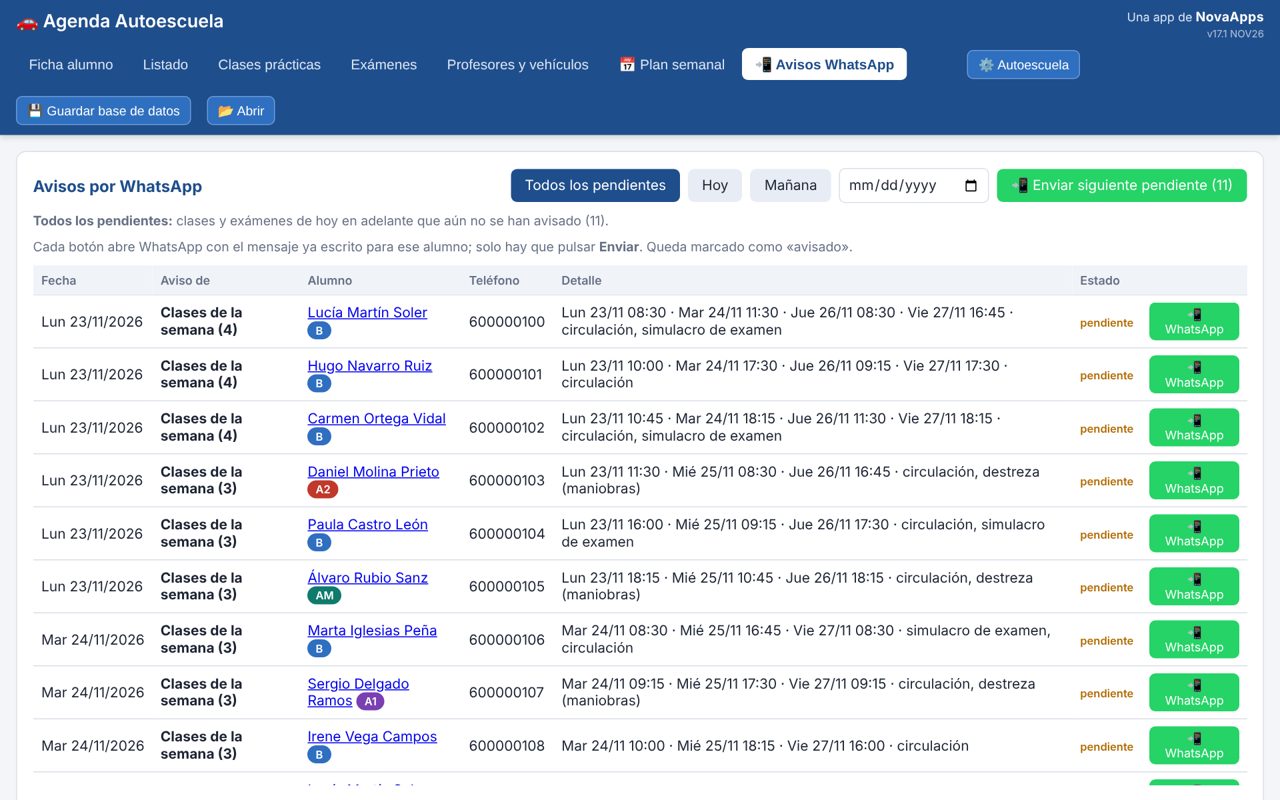 🚗 Agenda Autoescuela
Una app de NovaApps
v17.1 NOV26
Ficha alumno Listado Clases prácticas Exámenes Profesores y vehículos 📅 Plan semanal 📲 Avisos WhatsApp ⚙️ Autoescuela
💾 Guardar base de datos 📂 Abrir
Avisos por WhatsApp Todos los pendientes Hoy Mañana mm/dd/yyyy 📲 Enviar siguiente pendiente (11)
Todos los pendientes: clases y exámenes de hoy en adelante que aún no se han avisado (11).
Cada botón abre WhatsApp con el mensaje ya escrito para ese alumno; solo hay que pulsar Enviar. Queda marcado como «avisado».
Fecha Aviso de Alumno Teléfono Detalle Estado
Lun 23/11/2026 Clases de la semana (4) Lucía Martín Soler B 600000100 Lun 23/11 08:30 · Mar 24/11 11:30 · Jue 26/11 08:30 · Vie 27/11 16:45 · circulación, simulacro de examen pendiente 📲 WhatsApp
Lun 23/11/2026 Clases de la semana (4) Hugo Navarro Ruiz B 600000101 Lun 23/11 10:00 · Mar 24/11 17:30 · Jue 26/11 09:15 · Vie 27/11 17:30 · circulación pendiente 📲 WhatsApp
Lun 23/11/2026 Clases de la semana (4) Carmen Ortega Vidal B 600000102 Lun 23/11 10:45 · Mar 24/11 18:15 · Jue 26/11 11:30 · Vie 27/11 18:15 · circulación, simulacro de examen pendiente 📲 WhatsApp
Lun 23/11/2026 Clases de la semana (3) Daniel Molina Prieto A2 600000103 Lun 23/11 11:30 · Mié 25/11 08:30 · Jue 26/11 16:45 · circulación, destreza (maniobras) pendiente 📲 WhatsApp
Lun 23/11/2026 Clases de la semana (3) Paula Castro León B 600000104 Lun 23/11 16:00 · Mié 25/11 09:15 · Jue 26/11 17:30 · circulación, simulacro de examen pendiente 📲 WhatsApp
Lun 23/11/2026 Clases de la semana (3) Álvaro Rubio Sanz AM 600000105 Lun 23/11 18:15 · Mié 25/11 10:45 · Jue 26/11 18:15 · circulación, destreza (maniobras) pendiente 📲 WhatsApp
Mar 24/11/2026 Clases de la semana (3) Marta Iglesias Peña B 600000106 Mar 24/11 08:30 · Mié 25/11 16:45 · Vie 27/11 08:30 · simulacro de examen, circulación pendiente 📲 WhatsApp
Mar 24/11/2026 Clases de la semana (3) Sergio Delgado Ramos A1 600000107 Mar 24/11 09:15 · Mié 25/11 17:30 · Vie 27/11 09:15 · circulación, destreza (maniobras) pendiente 📲 WhatsApp
Mar 24/11/2026 Clases de la semana (3) Irene Vega Campos B 600000108 Mar 24/11 10:00 · Mié 25/11 18:15 · Vie 27/11 16:00 · circulación pendiente 📲 WhatsApp